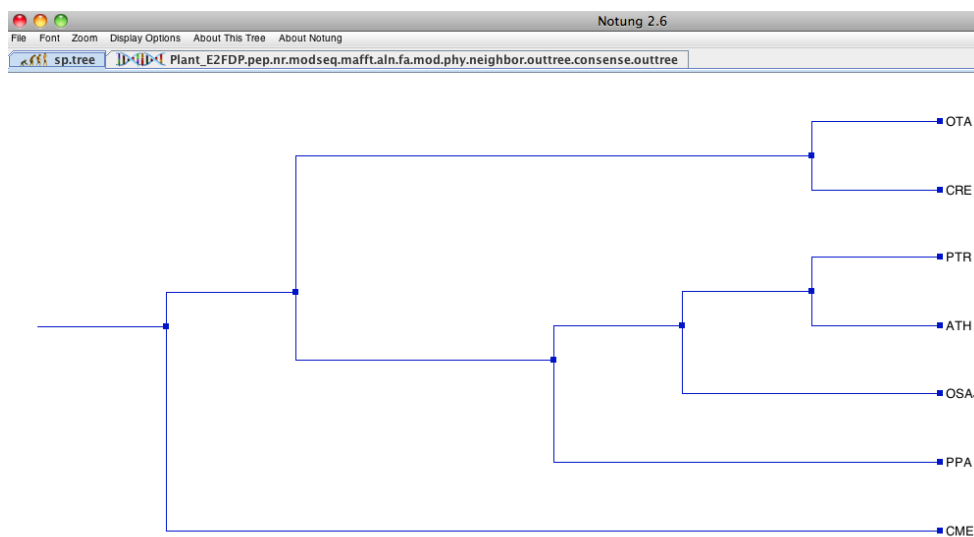 Notung 2.6
File Font Zoom Display Options About This Tree About Notung
sp.tree Plant_E2FDP.pep.nr.modseq.mafft.aln.fa.mod.phy.neighbor.outtree.consense.outtree
OTA
CRE
PTR
ATH
OSA
PPA
CME